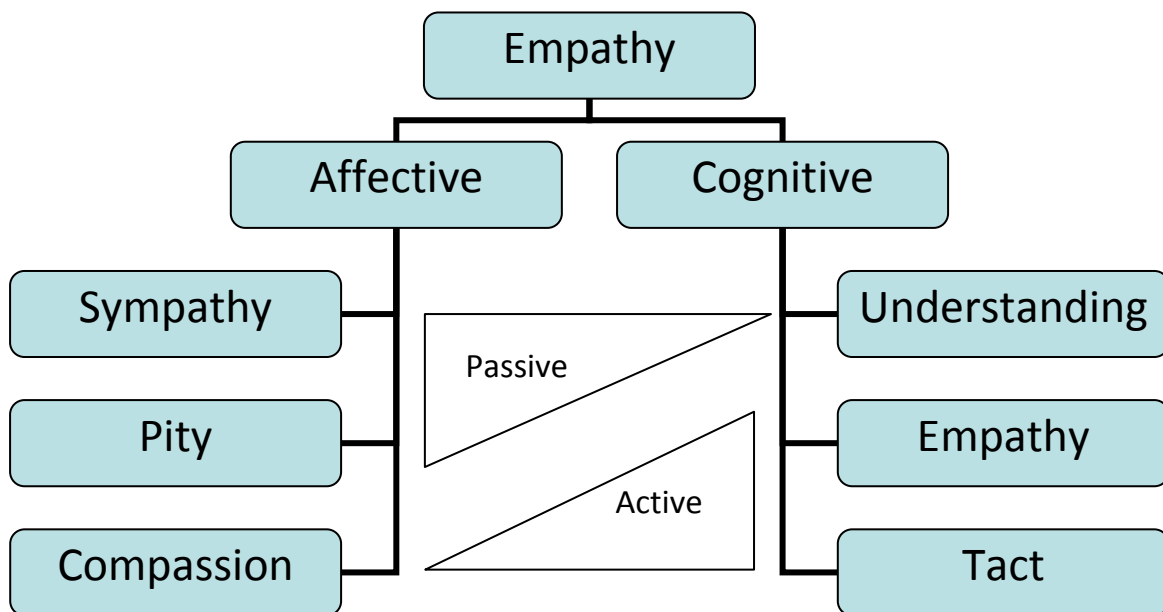 Empathy
Affective
Cognitive
Sympathy
Understanding
Passive
Pity
Empathy
Active
Compassion
Tact